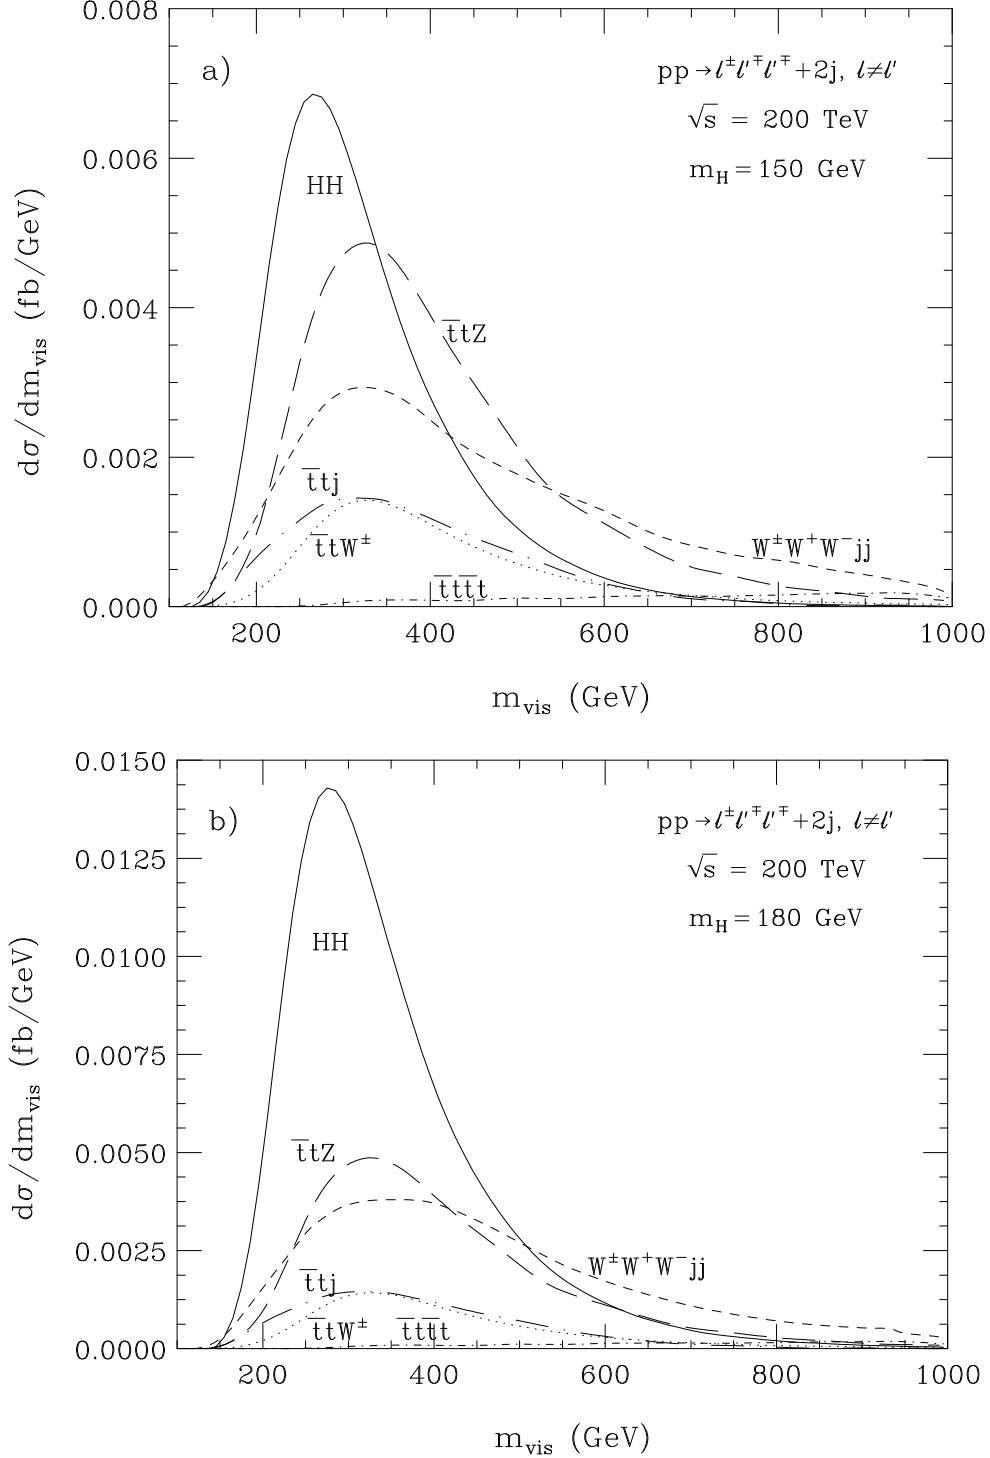 0.008
a)
pp→ℓ±ℓ′∓ℓ′∓+2j, ℓ≠ℓ′
√s = 200 TeV
0.006
m_H=150 GeV
HH
dσ/dm_vis (fb/GeV)
0.004
t̅tZ
0.002
t̅tj
t̅tW±
W±W⁺W⁻jj
t̅tt̅t
0.000
200 400 600 800 1000
m_vis (GeV)
0.0150
b)
pp→ℓ±ℓ′∓ℓ′∓+2j, ℓ≠ℓ′
0.0125
√s = 200 TeV
m_H=180 GeV
HH
0.0100
dσ/dm_vis (fb/GeV)
0.0075
0.0050
t̅tZ
0.0025
W±W⁺W⁻jj
t̅tj
t̅tW± t̅tt̅t
0.0000
200 400 600 800 1000
m_vis (GeV)